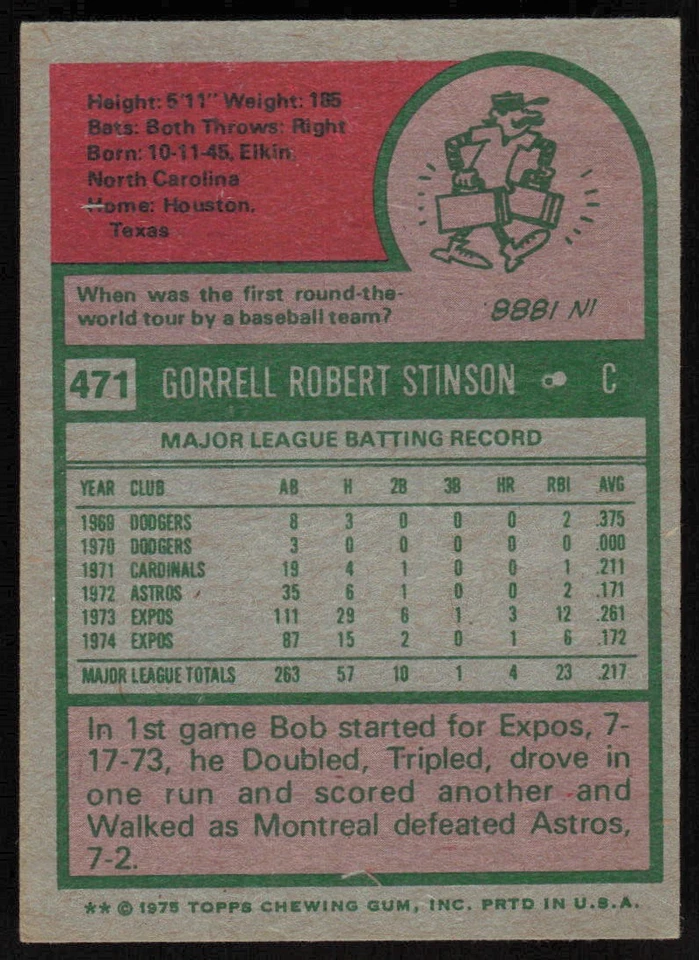 Height: 5'11" Weight: 185
Bats: Both Throws: Right
Born: 10-11-45, Elkin,
North Carolina
Home: Houston,
Texas
When was the first round-the-
world tour by a baseball team?
IN 1888
471 GORRELL ROBERT STINSON C
MAJOR LEAGUE BATTING RECORD
YEAR CLUB AB H 2B 3B HR RBI AVG
1969 DODGERS 8 3 0 0 0 2 .375
1970 DODGERS 3 0 0 0 0 0 .000
1971 CARDINALS 19 4 1 0 0 1 .211
1972 ASTROS 35 6 1 0 0 2 .171
1973 EXPOS 111 29 6 1 3 12 .261
1974 EXPOS 87 15 2 0 1 6 .172
MAJOR LEAGUE TOTALS 263 57 10 1 4 23 .217
In 1st game Bob started for Expos, 7-
17-73, he Doubled, Tripled, drove in
one run and scored another and
Walked as Montreal defeated Astros,
7-2.
** © 1975 TOPPS CHEWING GUM, INC. PRTD IN U.S.A.